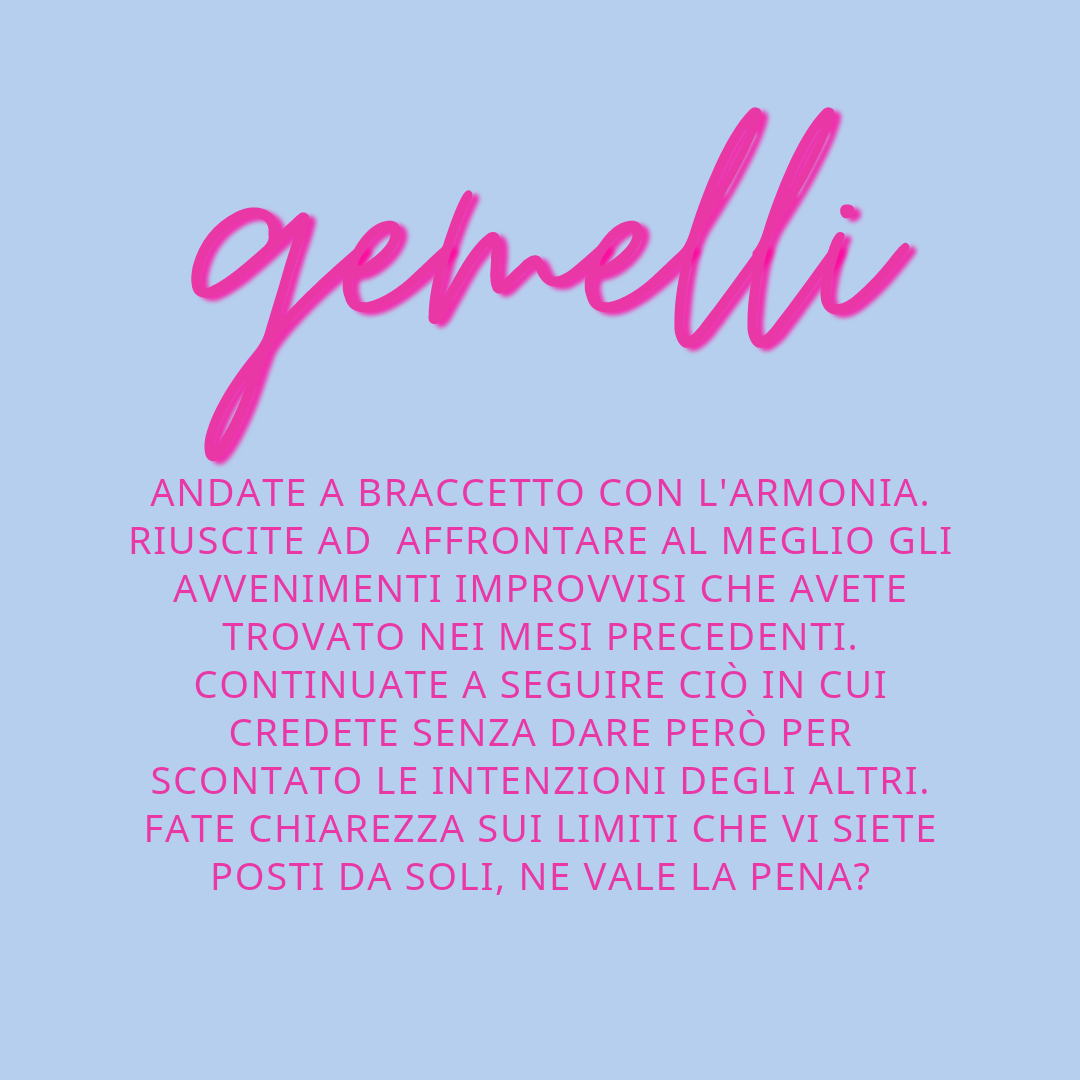 gemelli
ANDATE A BRACCETTO CON L'ARMONIA.
RIUSCITE AD  AFFRONTARE AL MEGLIO GLI
AVVENIMENTI IMPROVVISI CHE AVETE
TROVATO NEI MESI PRECEDENTI.
CONTINUATE A SEGUIRE CIÒ IN CUI
CREDETE SENZA DARE PERÒ PER
SCONTATO LE INTENZIONI DEGLI ALTRI.
FATE CHIAREZZA SUI LIMITI CHE VI SIETE
POSTI DA SOLI, NE VALE LA PENA?